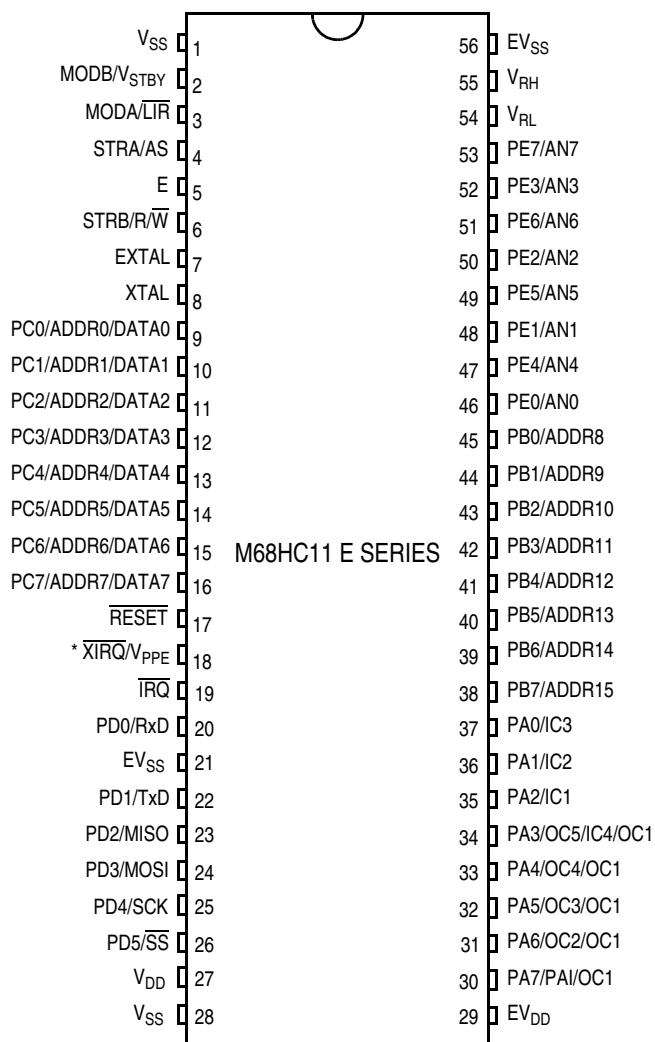 VSS 1
MODB/VSTBY 2
MODA/LIR 3
STRA/AS 4
E 5
STRB/R/W 6
EXTAL 7
XTAL 8
PC0/ADDR0/DATA0 9
PC1/ADDR1/DATA1 10
PC2/ADDR2/DATA2 11
PC3/ADDR3/DATA3 12
PC4/ADDR4/DATA4 13
PC5/ADDR5/DATA5 14
PC6/ADDR6/DATA6 15
PC7/ADDR7/DATA7 16
RESET 17
* XIRQ/VPPE 18
IRQ 19
PD0/RxD 20
EVSS 21
PD1/TxD 22
PD2/MISO 23
PD3/MOSI 24
PD4/SCK 25
PD5/SS 26
VDD 27
VSS 28
M68HC11 E SERIES
56 EVSS
55 VRH
54 VRL
53 PE7/AN7
52 PE3/AN3
51 PE6/AN6
50 PE2/AN2
49 PE5/AN5
48 PE1/AN1
47 PE4/AN4
46 PE0/AN0
45 PB0/ADDR8
44 PB1/ADDR9
43 PB2/ADDR10
42 PB3/ADDR11
41 PB4/ADDR12
40 PB5/ADDR13
39 PB6/ADDR14
38 PB7/ADDR15
37 PA0/IC3
36 PA1/IC2
35 PA2/IC1
34 PA3/OC5/IC4/OC1
33 PA4/OC4/OC1
32 PA5/OC3/OC1
31 PA6/OC2/OC1
30 PA7/PAI/OC1
29 EVDD